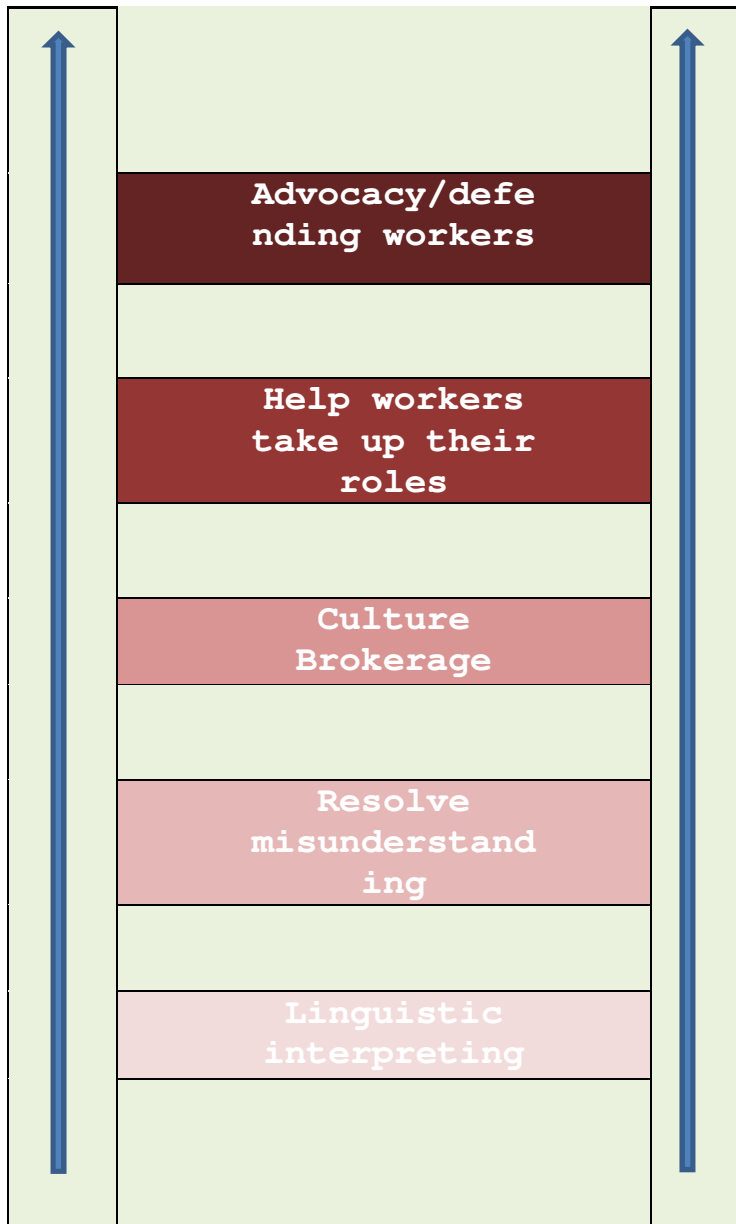 Advocacy/defe
nding workers
Help workers
take up their
roles
Culture
Brokerage
Resolve
misunderstand
ing
Linguistic
interpreting